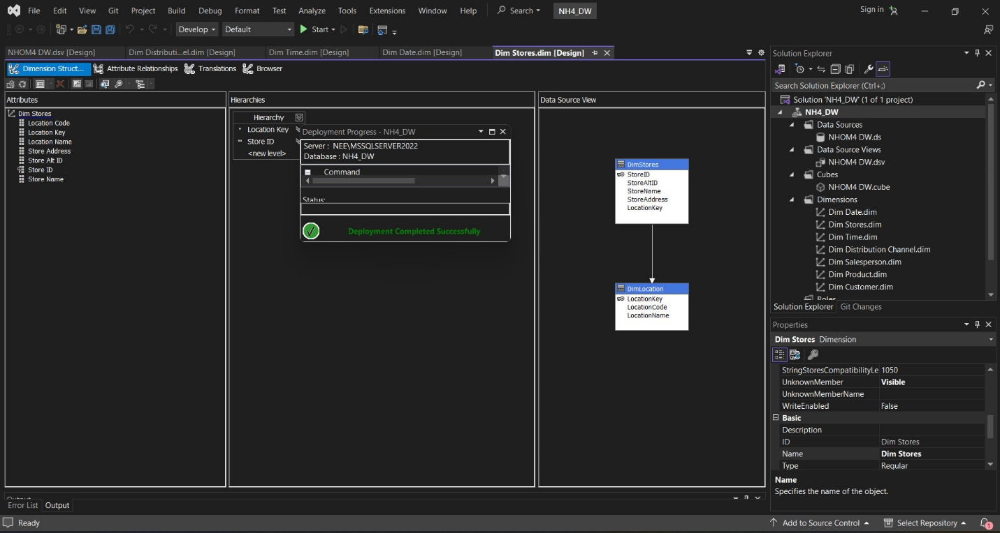 File Edit View Git Project Build Debug Format Test Analyze Tools Extensions Window Help Search NH4_DW Sign in
Develop Default Start
NHOM4 DW.dsv [Design] Dim Distributi...el.dim [Design] Dim Time.dim [Design] Dim Date.dim [Design] Dim Stores.dim [Design]
Dimension Struct... Attribute Relationships Translations Browser
Attributes
Dim Stores
Location Code
Location Key
Location Name
Store Address
Store Alt ID
Store ID
Store Name
Hierarchies
Hierarchy
Location Key
Store ID
<new level>
Deployment Progress - NH4_DW
Server : NEE\MSSQLSERVER2022
Database : NH4_DW
Command
Status:
Deployment Completed Successfully
Data Source View
DimStores
StoreID
StoreAltID
StoreName
StoreAddress
LocationKey
DimLocation
LocationKey
LocationCode
LocationName
Solution Explorer
Search Solution Explorer (Ctrl+;)
Solution 'NH4_DW' (1 of 1 project)
NH4_DW
Data Sources
NHOM4 DW.ds
Data Source Views
NHOM4 DW.dsv
Cubes
NHOM4 DW.cube
Dimensions
Dim Date.dim
Dim Stores.dim
Dim Time.dim
Dim Distribution Channel.dim
Dim Salesperson.dim
Dim Product.dim
Dim Customer.dim
Roles
Solution Explorer Git Changes
Properties
Dim Stores Dimension
StringStoresCompatibilityLe 1050
UnknownMember Visible
UnknownMemberName
WriteEnabled False
Basic
Description
ID Dim Stores
Name Dim Stores
Type Regular
Name
Specifies the name of the object.
Output
Error List Output
Ready Add to Source Control Select Repository 1